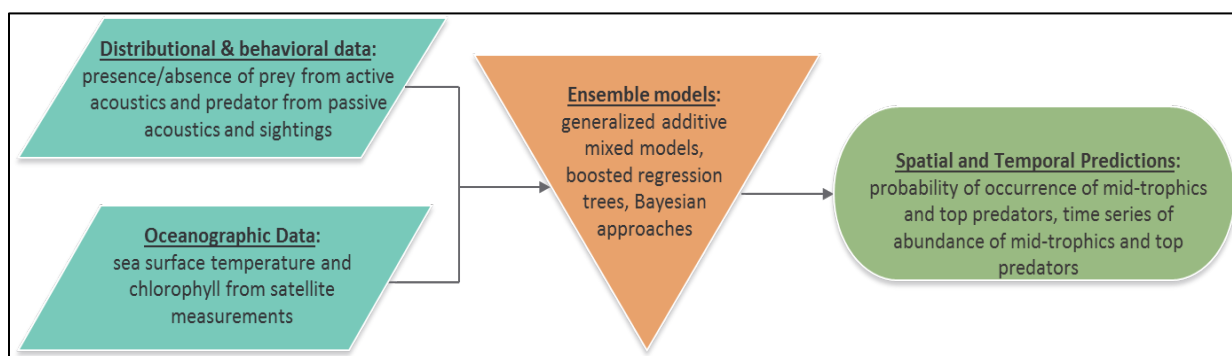 Distributional & behavioral data:
presence/absence of prey from active
acoustics and predator from passive
acoustics and sightings
Oceanographic Data:
sea surface temperature and
chlorophyll from satellite
measurements
Ensemble models:
generalized additive
mixed models,
boosted regression
trees, Bayesian
approaches
Spatial and Temporal Predictions:
probability of occurrence of mid-trophics
and top predators, time series of
abundance of mid-trophics and top
predators